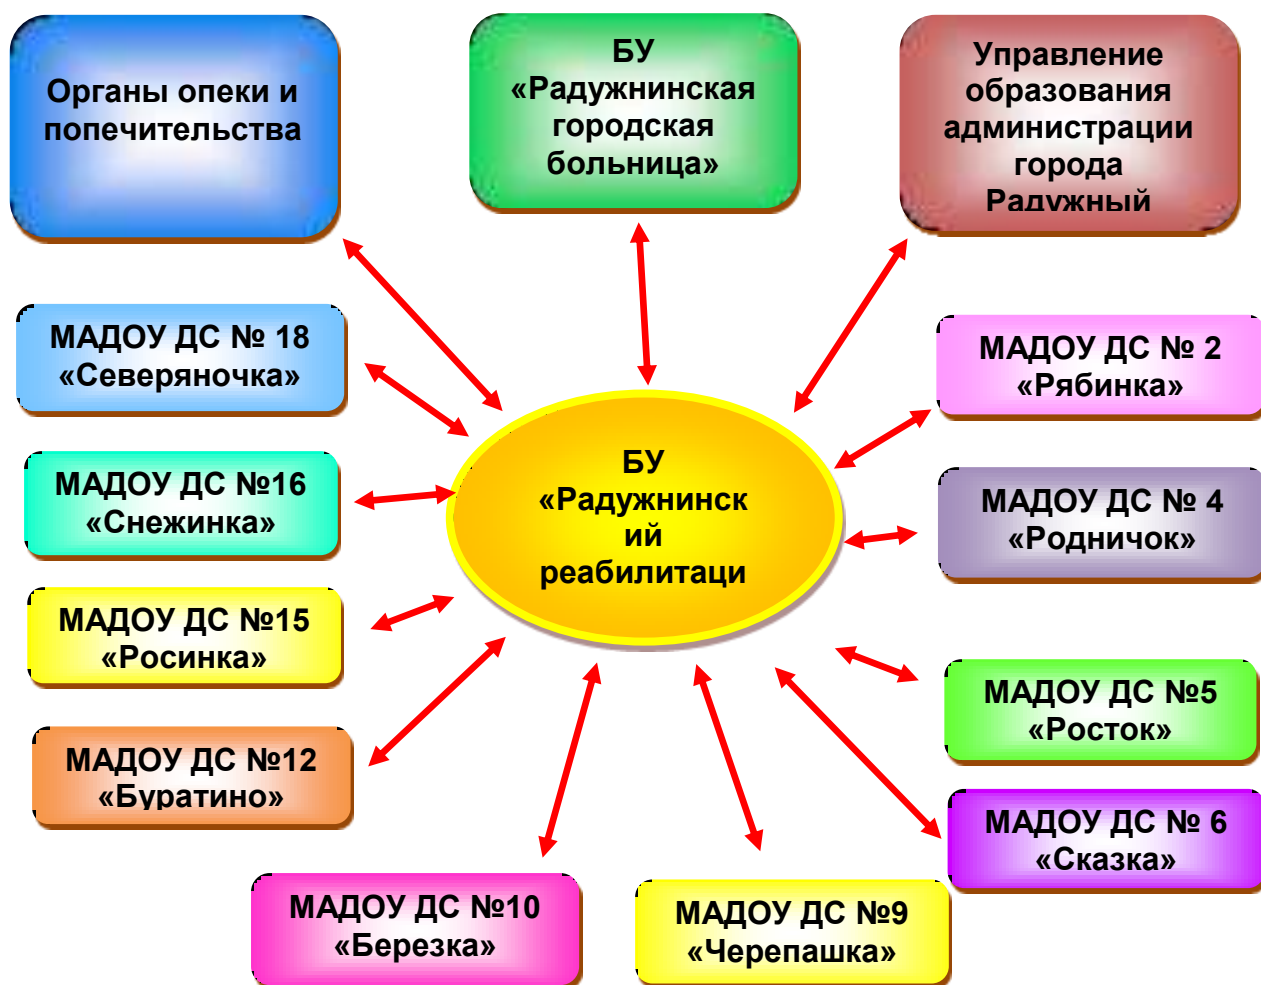 Органы опеки и
попечительства
БУ
«Радужнинская
городская
больница»
Управление
образования
администрации
города
Радужный
МАДОУ ДС № 18
«Северяночка»
МАДОУ ДС № 2
«Рябинка»
БУ
«Радужнинск
ий
реабилитаци
МАДОУ ДС №16
«Снежинка»
МАДОУ ДС № 4
«Родничок»
МАДОУ ДС №15
«Росинка»
МАДОУ ДС №5
«Росток»
МАДОУ ДС №12
«Буратино»
МАДОУ ДС № 6
«Сказка»
МАДОУ ДС №10
«Березка»
МАДОУ ДС №9
«Черепашка»